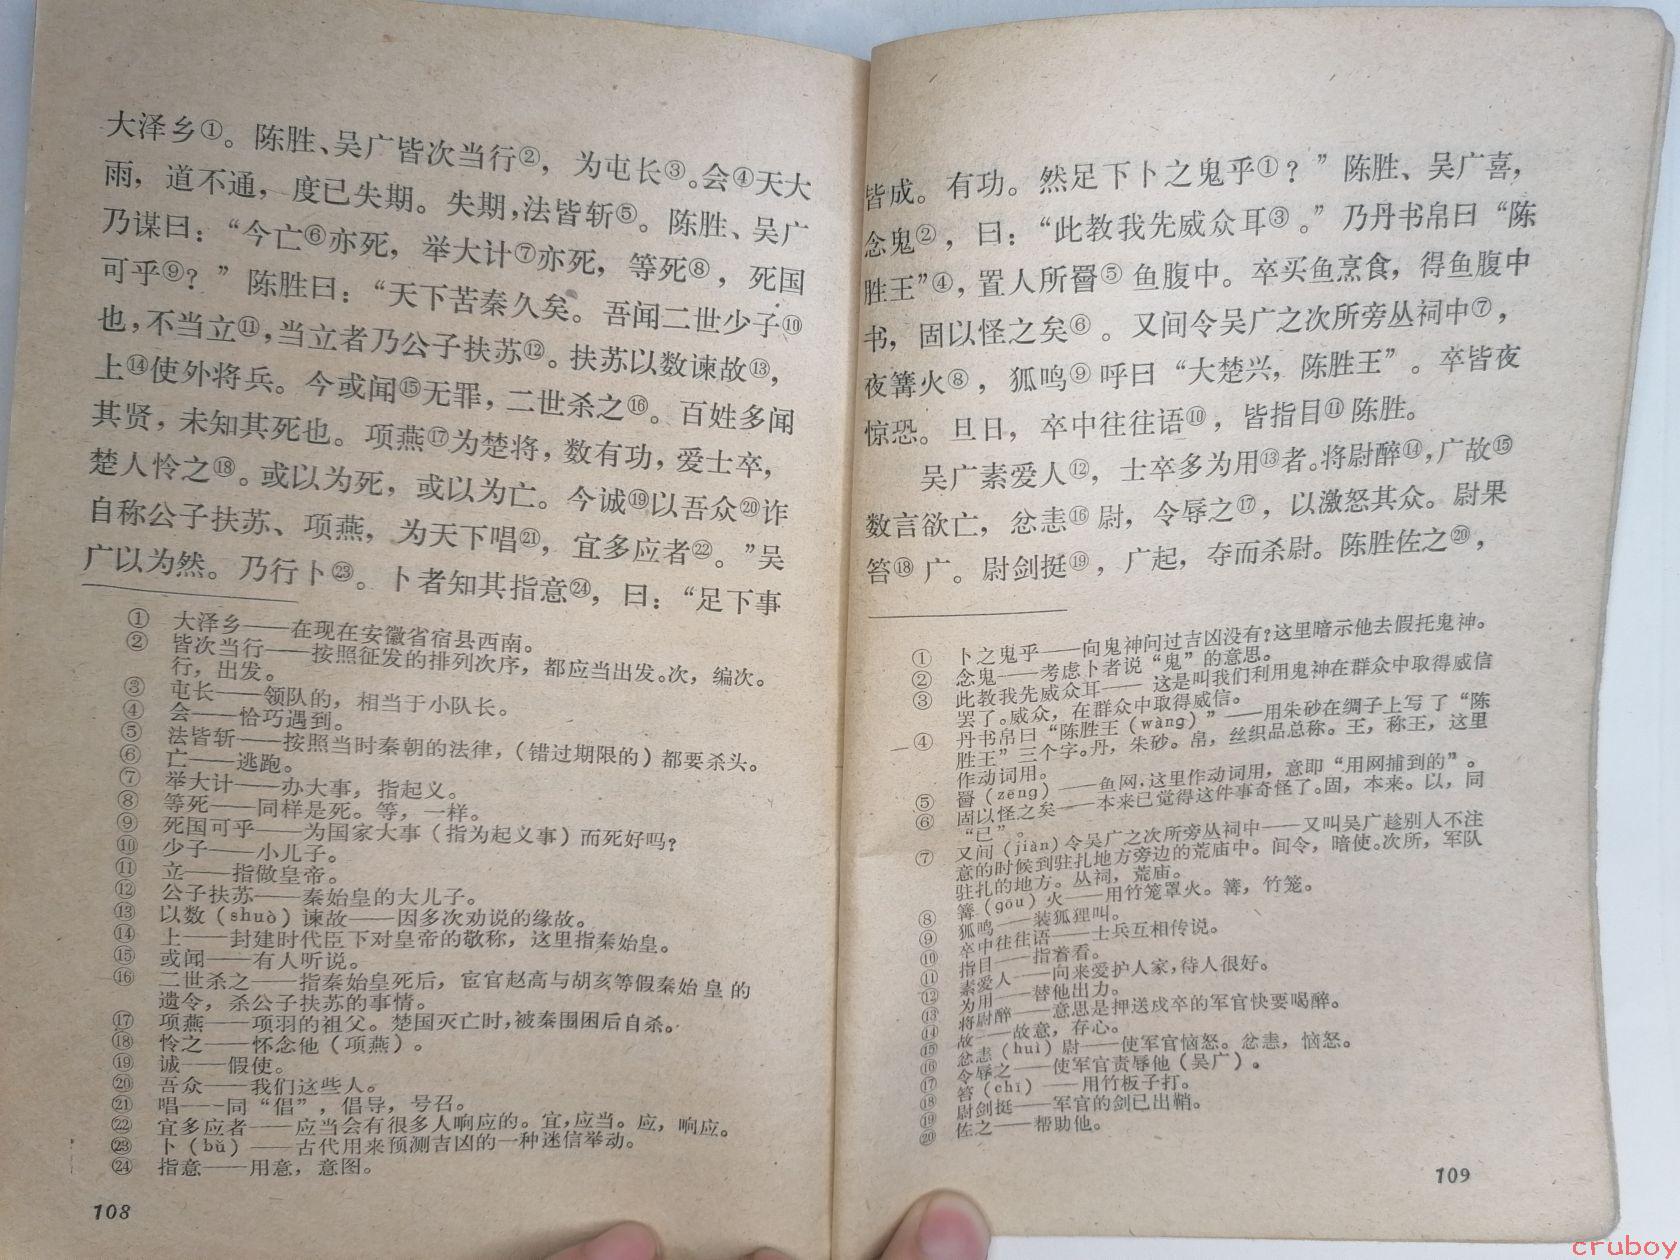 大泽乡①。陈胜、吴广皆次当行②，为屯长③。会④天大
雨，道不通，度已失期。失期，法皆斩⑤。陈胜、吴广
乃谋曰：“今亡⑥亦死，举大计⑦亦死，等死⑧，死国
可乎⑨？”陈胜曰：“天下苦秦久矣。吾闻二世少子⑩
也，不当立⑪，当立者乃公子扶苏⑫。扶苏以数谏故⑬，
上⑭使外将兵。今或闻⑮无罪，二世杀之⑯。百姓多闻
其贤，未知其死也。项燕⑰为楚将，数有功，爱士卒，
楚人怜之⑱。或以为死，或以为亡。今诚⑲以吾众⑳诈
自称公子扶苏、项燕，为天下唱㉑，宜多应者㉒。”吴
广以为然。乃行卜㉓。卜者知其指意㉔，曰：“足下事
① 大泽乡——在现在安徽省宿县西南。
② 皆次当行——按照征发的排列次序，都应当出发。次，编次。
行，出发。
③ 屯长——领队的，相当于小队长。
④ 会——恰巧遇到。
⑤ 法皆斩——按照当时秦朝的法律，（错过期限的）都要杀头。
⑥ 亡——逃跑。
⑦ 举大计——办大事，指起义。
⑧ 等死——同样是死。等，一样。
⑨ 死国可乎——为国家大事（指为起义事）而死好吗？
⑩ 少子——小儿子。
⑪ 立——指做皇帝。
⑫ 公子扶苏——秦始皇的大儿子。
⑬ 以数（shuò）谏故——因多次劝说的缘故。
⑭ 上——封建时代臣下对皇帝的敬称，这里指秦始皇。
⑮ 或闻——有人听说。
⑯ 二世杀之——指秦始皇死后，宦官赵高与胡亥等假秦始皇的
遗令，杀公子扶苏的事情。
⑰ 项燕——项羽的祖父。楚国灭亡时，被秦围困后自杀。
⑱ 怜之——怀念他（项燕）。
⑲ 诚——假使。
⑳ 吾众——我们这些人。
㉑ 唱——同“倡”，倡导，号召。
㉒ 宜多应者——应当会有很多人响应的。宜，应当。应，响应。
㉓ 卜（bǔ）——古代用来预测吉凶的一种迷信举动。
㉔ 指意——用意，意图。
108
皆成。有功。然足下卜之鬼乎①？”陈胜、吴广喜，
念鬼②，曰：“此教我先威众耳③。”乃丹书帛曰“陈
胜王”④，置人所罾⑤鱼腹中。卒买鱼烹食，得鱼腹中
书，固以怪之矣⑥。又间令吴广之次所旁丛祠中⑦，
夜篝火⑧，狐鸣⑨呼曰“大楚兴，陈胜王”。卒皆夜
惊恐。旦日，卒中往往语⑩，皆指目⑪陈胜。
吴广素爱人⑫，士卒多为用⑬者。将尉醉⑭，广故⑮
数言欲亡，忿恚⑯尉，令辱之⑰，以激怒其众。尉果
笞⑱广。尉剑挺⑲，广起，夺而杀尉。陈胜佐之⑳，
① 卜之鬼乎——向鬼神问过吉凶没有？这里暗示他去假托鬼神。
② 念鬼——考虑卜者说“鬼”的意思。
③ 此教我先威众耳——这是叫我们利用鬼神在群众中取得威信
罢了。威众，在群众中取得威信。
④ 丹书帛曰“陈胜王（wàng）”——用朱砂在绸子上写了“陈
胜王”三个字。丹，朱砂。帛，丝织品总称。王，称王，这里
作动词用。
⑤ 罾（zēng）——鱼网，这里作动词用，意即“用网捕到的”。
⑥ 固以怪之矣——本来已觉得这件事奇怪了。固，本来。以，同
“已”。
⑦ 又间（jiàn）令吴广之次所旁丛祠中——又叫吴广趁别人不注
意的时候到驻扎地方旁边的荒庙中。间令，暗使。次所，军队
驻扎的地方。丛祠，荒庙。
⑧ 篝（gōu）火——用竹笼罩火。篝，竹笼。
⑨ 狐鸣——装狐狸叫。
⑩ 卒中往往语——士兵互相传说。
⑪ 指目——指着看。
⑫ 素爱人——向来爱护人家，待人很好。
⑬ 为用——替他出力。
⑭ 将尉醉——意思是押送戍卒的军官快要喝醉。
⑮ 故——故意，存心。
⑯ 忿恚（huì）尉——使军官恼怒。忿恚，恼怒。
⑰ 令辱之——使军官责辱他（吴广）。
⑱ 笞（chī）——用竹板子打。
⑲ 尉剑挺——军官的剑已出鞘。
⑳ 佐之——帮助他。
109
cruboy